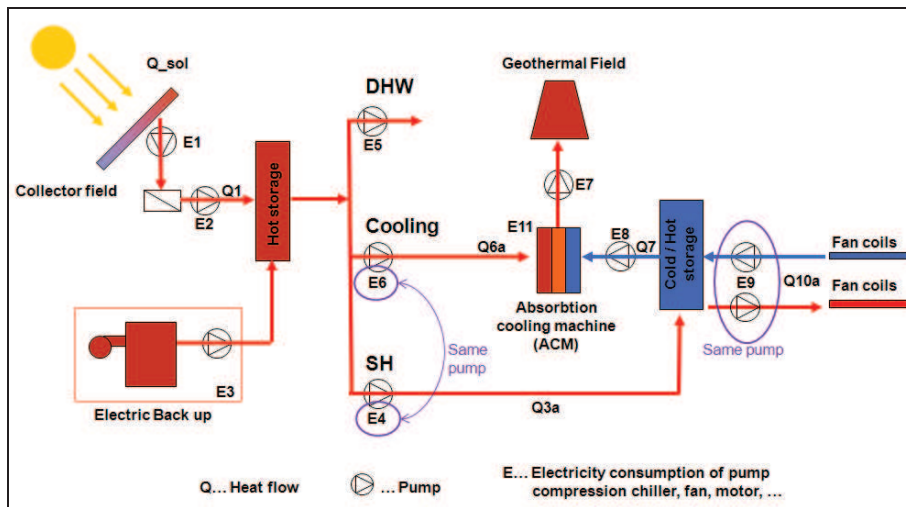 Q_sol
Geothermal Field
DHW
E1
E5
Collector field
Q1
E2
Hot storage
E7
Cooling
E11
E8
Q7
Cold / Hot
storage
Fan coils
Q6a
E6
E9
Q10a
Fan coils
Absorbtion
cooling machine
(ACM)
Same
pump
Same pump
SH
E3
E4
Q3a
Electric Back up
Q... Heat flow
... Pump
E... Electricity consumption of pump
compression chiller, fan, motor, ...